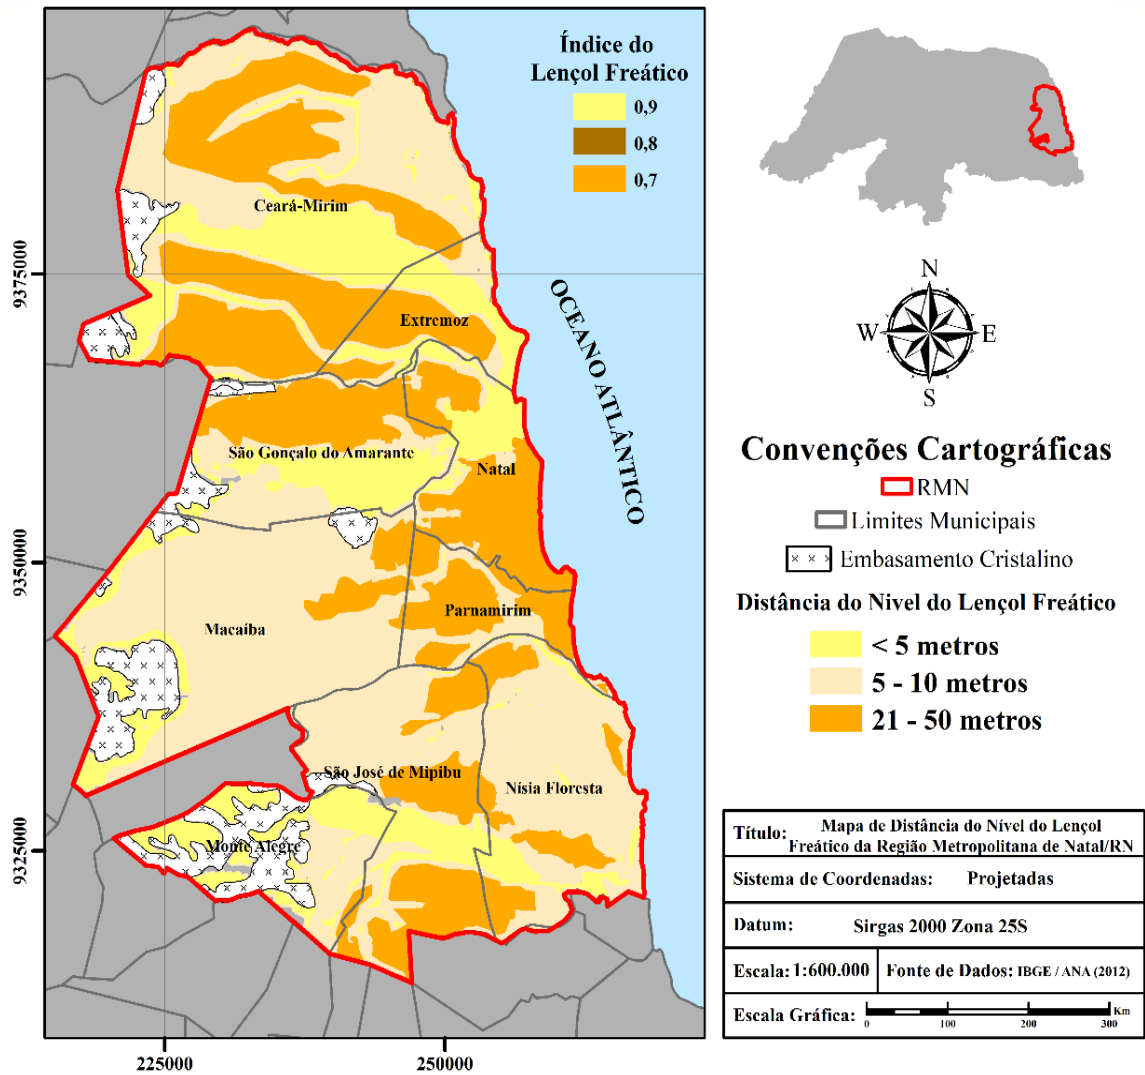 Índice do
Lençol Freático
0,9
0,8
0,7
Ceará-Mirim
Extremoz
São Gonçalo do Amarante
Natal
Parnamirim
Macaíba
São José de Mipibu
Nísia Floresta
Monte Alegre
OCEANO ATLÂNTICO
9375000
9350000
9325000
225000
250000
N
W
E
S
Convenções Cartográficas
RMN
Limites Municipais
Embasamento Cristalino
Distância do Nivel do Lençol Freático
< 5 metros
5 - 10 metros
21 - 50 metros
Título: Mapa de Distância do Nível do Lençol
Freático da Região Metropolitana de Natal/RN
Sistema de Coordenadas: Projetadas
Datum: Sirgas 2000 Zona 25S
Escala: 1:600.000 Fonte de Dados: IBGE / ANA (2012)
Escala Gráfica: Km
0 100 200 300